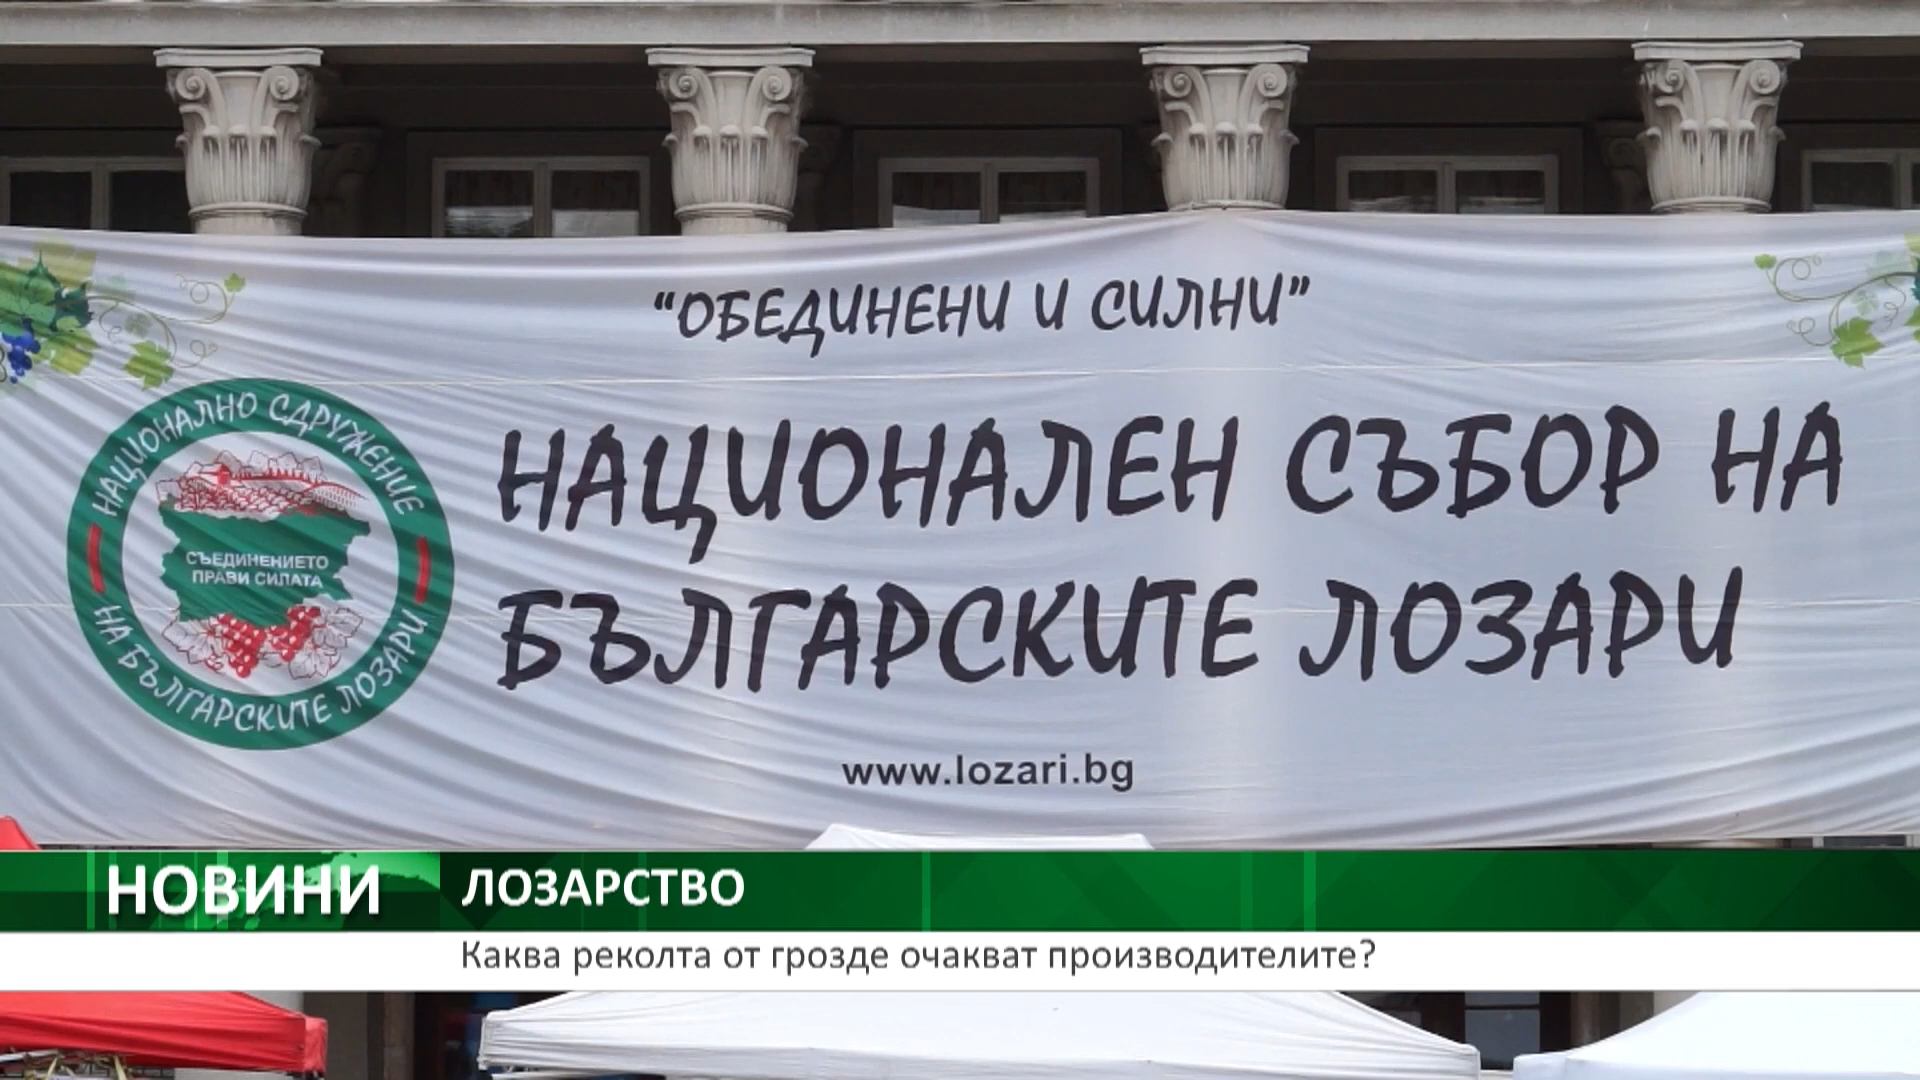 “ОБЕДИНЕНИ И СИЛНИ”
НАЦИОНАЛНО СДРУЖЕНИЕ
СЪЕДИНЕНИЕТО
ПРАВИ СИЛАТА
НА БЪЛГАРСКИТЕ ЛОЗАРИ
НАЦИОНАЛЕН СЪБОР НА
БЪЛГАРСКИТЕ ЛОЗАРИ
www.lozari.bg
НОВИНИ
ЛОЗАРСТВО
Каква реколта от грозде очакват производителите?